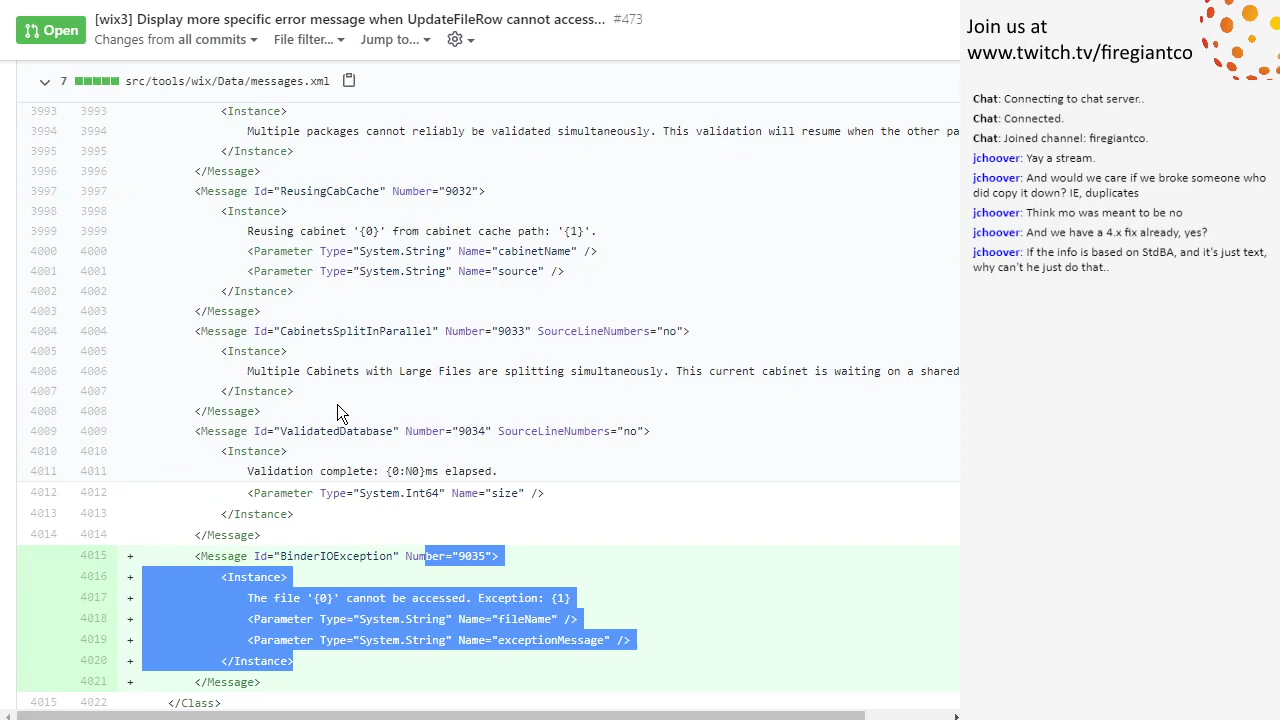 Open
[wix3] Display more specific error message when UpdateFileRow cannot access... #473
Changes from all commits File filter... Jump to...
7 src/tools/wix/Data/messages.xml
3993 3993 <Instance>
3994 3994 Multiple packages cannot reliably be validated simultaneously. This validation will resume when the other pa
3995 3995 </Instance>
3996 3996 </Message>
3997 3997 <Message Id="ReusingCabCache" Number="9032">
3998 3998 <Instance>
3999 3999 Reusing cabinet '{0}' from cabinet cache path: '{1}'.
4000 4000 <Parameter Type="System.String" Name="cabinetName" />
4001 4001 <Parameter Type="System.String" Name="source" />
4002 4002 </Instance>
4003 4003 </Message>
4004 4004 <Message Id="CabinetsSplitInParallel" Number="9033" SourceLineNumbers="no">
4005 4005 <Instance>
4006 4006 Multiple Cabinets with Large Files are splitting simultaneously. This current cabinet is waiting on a shared
4007 4007 </Instance>
4008 4008 </Message>
4009 4009 <Message Id="ValidatedDatabase" Number="9034" SourceLineNumbers="no">
4010 4010 <Instance>
4011 4011 Validation complete: {0:N0}ms elapsed.
4012 4012 <Parameter Type="System.Int64" Name="size" />
4013 4013 </Instance>
4014 4014 </Message>
4015 + <Message Id="BinderIOException" Number="9035">
4016 + <Instance>
4017 + The file '{0}' cannot be accessed. Exception: {1}
4018 + <Parameter Type="System.String" Name="fileName" />
4019 + <Parameter Type="System.String" Name="exceptionMessage" />
4020 + </Instance>
4021 + </Message>
4015 4022 </Class>
Join us at
www.twitch.tv/firegiantco
Chat: Connecting to chat server..
Chat: Connected.
Chat: Joined channel: firegiantco.
jchoover: Yay a stream.
jchoover: And would we care if we broke someone who
did copy it down? IE, duplicates
jchoover: Think mo was meant to be no
jchoover: And we have a 4.x fix already, yes?
jchoover: If the info is based on StdBA, and it's just text,
why can't he just do that..